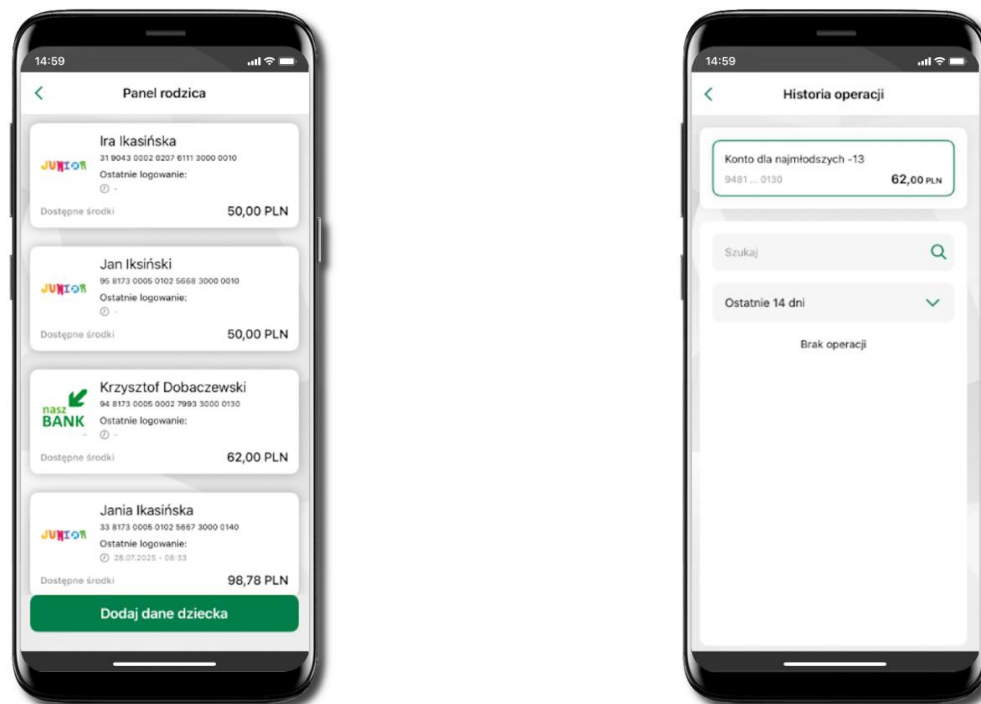 14:59
Panel rodzica
JUNIOR
Ira Ikasińska
31 9043 0002 0207 6111 3000 0010
Ostatnie logowanie:
-
Dostępne środki 50,00 PLN
JUNIOR
Jan Iksiński
95 8173 0005 0102 5668 3000 0010
Ostatnie logowanie:
-
Dostępne środki 50,00 PLN
nasz
BANK
Krzysztof Dobaczewski
94 8173 0005 0002 7993 3000 0130
Ostatnie logowanie:
- -
Dostępne środki 62,00 PLN
JUNIOR
Jania Ikasińska
33 8173 0005 0102 5667 3000 0140
Ostatnie logowanie:
28.07.2025 - 08:33
Dostępne środki 98,78 PLN
Dodaj dane dziecka
14:59
Historia operacji
Konto dla najmłodszych -13
9481 ... 0130 62,00 PLN
Szukaj
Ostatnie 14 dni
Brak operacji